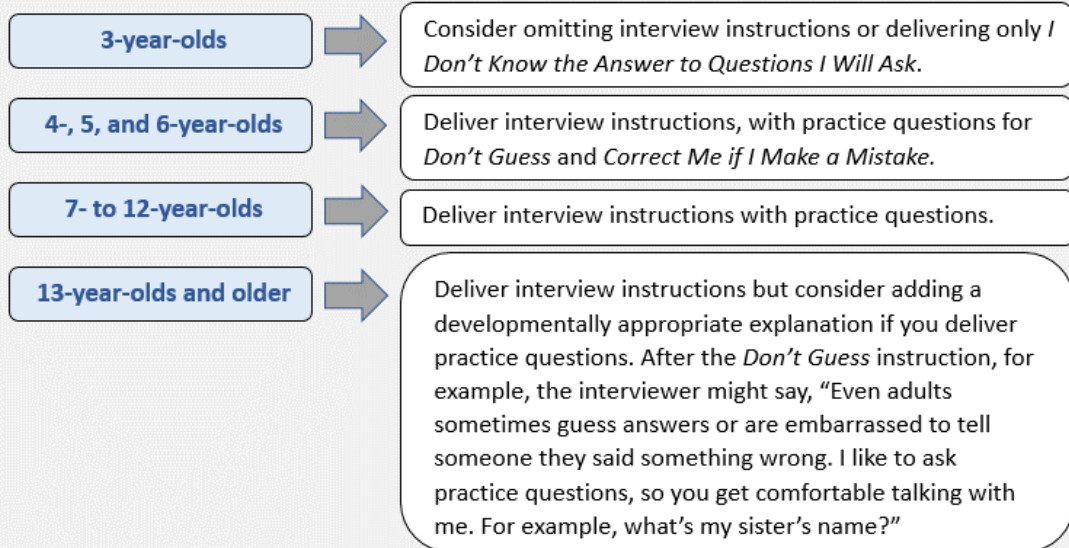 3-year-olds
Consider omitting interview instructions or delivering only I
Don’t Know the Answer to Questions I Will Ask.
4-, 5, and 6-year-olds
Deliver interview instructions, with practice questions for
Don’t Guess and Correct Me if I Make a Mistake.
7- to 12-year-olds
Deliver interview instructions with practice questions.
13-year-olds and older
Deliver interview instructions but consider adding a
developmentally appropriate explanation if you deliver
practice questions. After the Don’t Guess instruction, for
example, the interviewer might say, “Even adults
sometimes guess answers or are embarrassed to tell
someone they said something wrong. I like to ask
practice questions, so you get comfortable talking with
me. For example, what’s my sister’s name?”